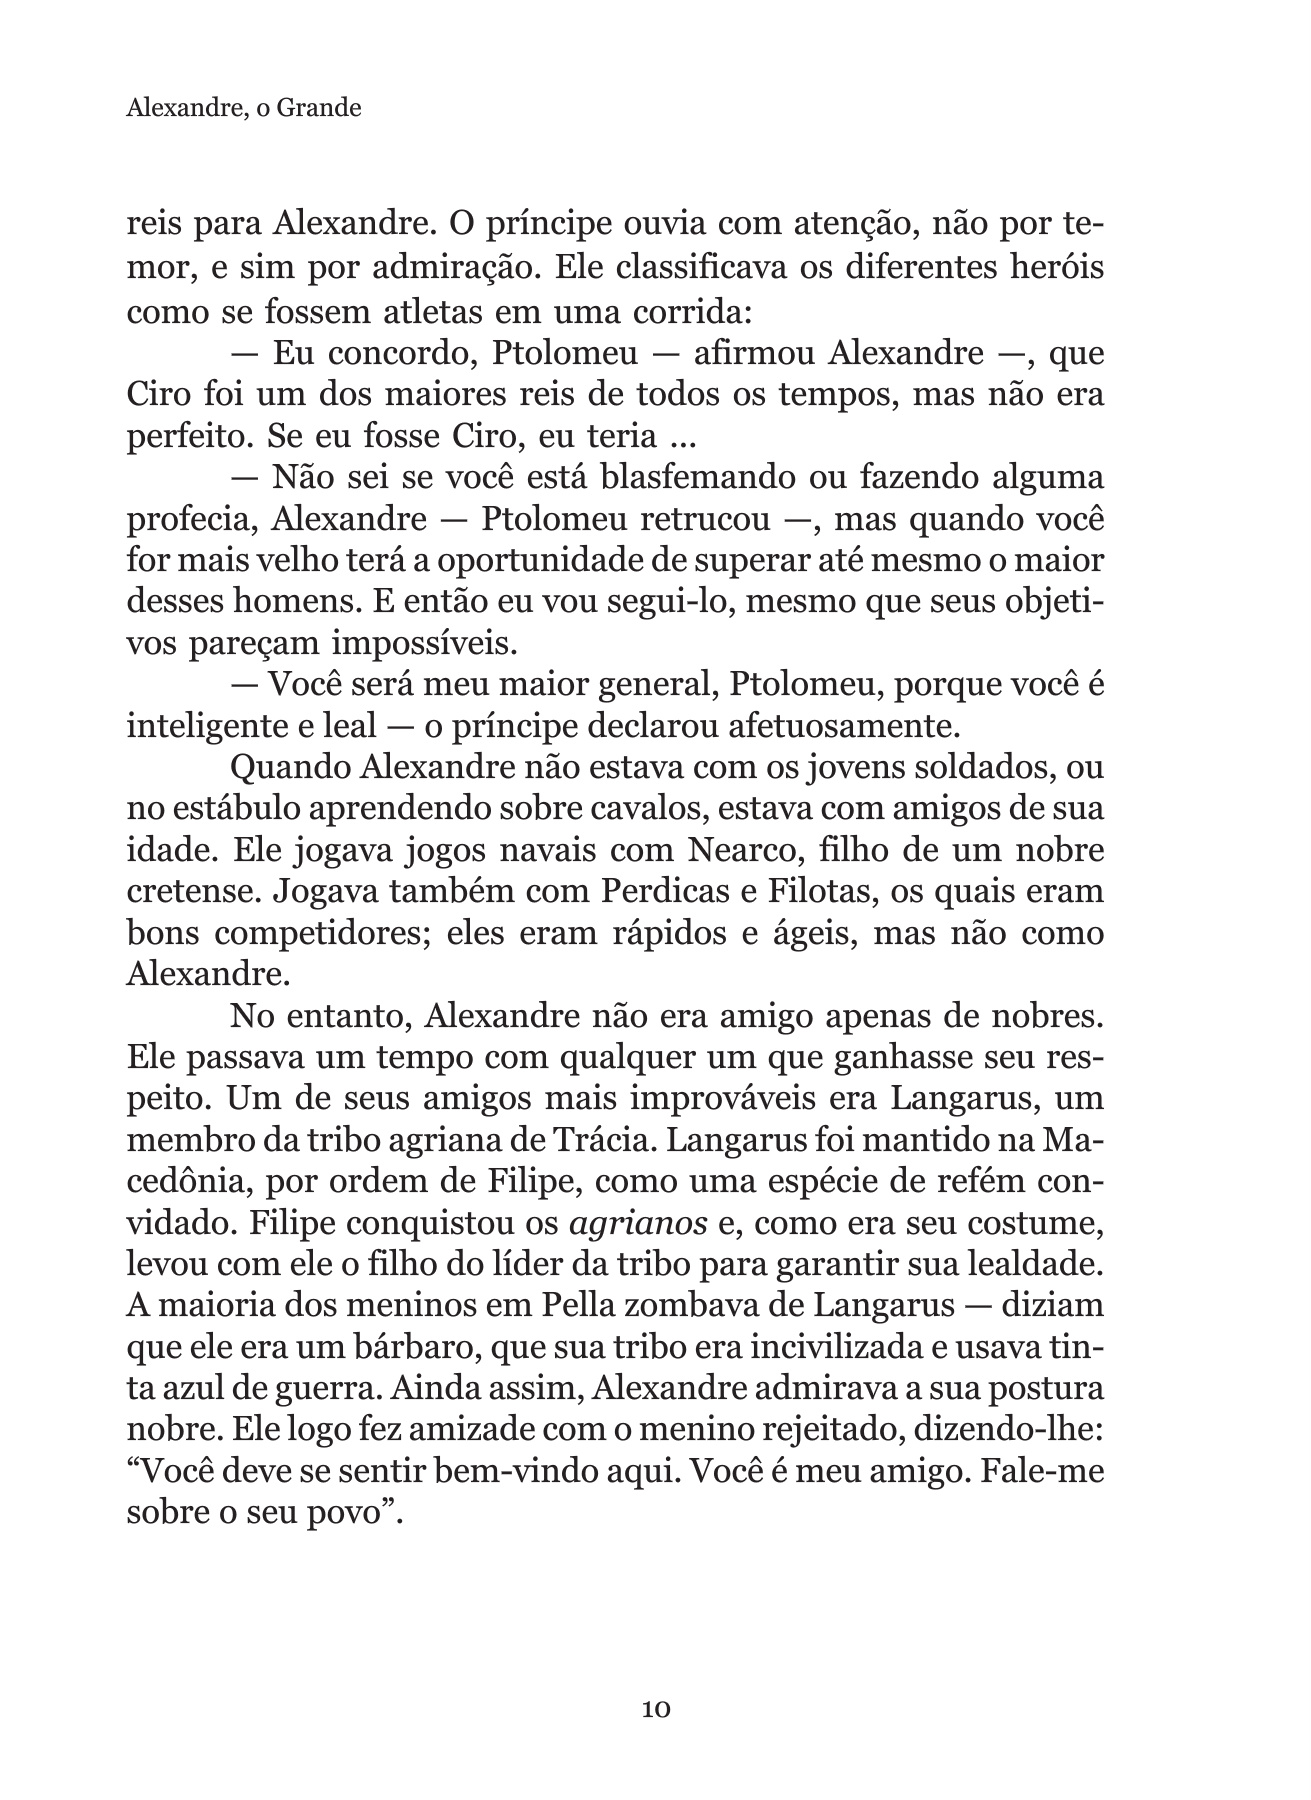 Alexandre, o Grande
reis para Alexandre. O príncipe ouvia com atenção, não por te-
mor, e sim por admiração. Ele classificava os diferentes heróis
como se fossem atletas em uma corrida:
— Eu concordo, Ptolomeu — afirmou Alexandre —, que
Ciro foi um dos maiores reis de todos os tempos, mas não era
perfeito. Se eu fosse Ciro, eu teria ...
— Não sei se você está blasfemando ou fazendo alguma
profecia, Alexandre — Ptolomeu retrucou —, mas quando você
for mais velho terá a oportunidade de superar até mesmo o maior
desses homens. E então eu vou segui-lo, mesmo que seus objeti-
vos pareçam impossíveis.
— Você será meu maior general, Ptolomeu, porque você é
inteligente e leal — o príncipe declarou afetuosamente.
Quando Alexandre não estava com os jovens soldados, ou
no estábulo aprendendo sobre cavalos, estava com amigos de sua
idade. Ele jogava jogos navais com Nearco, filho de um nobre
cretense. Jogava também com Perdicas e Filotas, os quais eram
bons competidores; eles eram rápidos e ágeis, mas não como
Alexandre.
No entanto, Alexandre não era amigo apenas de nobres.
Ele passava um tempo com qualquer um que ganhasse seu res-
peito. Um de seus amigos mais improváveis era Langarus, um
membro da tribo agriana de Trácia. Langarus foi mantido na Ma-
cedônia, por ordem de Filipe, como uma espécie de refém con-
vidado. Filipe conquistou os agrianos e, como era seu costume,
levou com ele o filho do líder da tribo para garantir sua lealdade.
A maioria dos meninos em Pella zombava de Langarus — diziam
que ele era um bárbaro, que sua tribo era incivilizada e usava tin-
ta azul de guerra. Ainda assim, Alexandre admirava a sua postura
nobre. Ele logo fez amizade com o menino rejeitado, dizendo-lhe:
“Você deve se sentir bem-vindo aqui. Você é meu amigo. Fale-me
sobre o seu povo”.
10